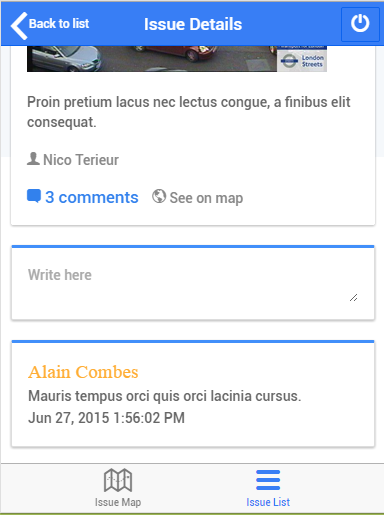 Back to list
Issue Details
London
Streets
Proin pretium lacus nec lectus congue, a finibus elit
consequat.
Nico Terieur
3 comments
See on map
Write here
Alain Combes
Mauris tempus orci quis orci lacinia cursus.
Jun 27, 2015 1:56:02 PM
Issue Map
Issue List